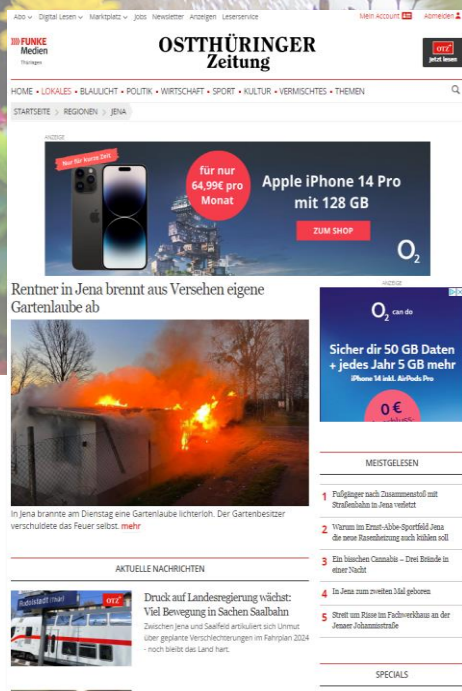 Abo Digital Lesen Marktplatz Jobs Newsletter Anzeigen Leserservice
Mein Account Abmelden
FUNKE
Medien
Thüringen
OSTTHÜRINGER
Zeitung
OTZ
Jetzt lesen
HOME • LOKALES • BLAULICHT • POLITIK • WIRTSCHAFT • SPORT • KULTUR • VERMISCHTES • THEMEN
STARTSEITE > REGIONEN > JENA
ANZEIGE
Nur für kurze Zeit
für nur
64,99€ pro
Monat
Apple iPhone 14 Pro
mit 128 GB
ZUM SHOP
O2
Rentner in Jena brennt aus Versehen eigene
Gartenlaube ab
In Jena brannte am Dienstag eine Gartenlaube lichterloh. Der Gartenbesitzer
verschuldete das Feuer selbst. mehr
ANZEIGE
O2 can do
Sicher dir 50 GB Daten
+ jedes Jahr 5 GB mehr
iPhone 14 inkl. AirPods Pro
0 €
MEISTGELESEN
1 Fußgänger nach Zusammenstoß mit
Straßenbahn in Jena verletzt
2 Warum im Ernst-Abbe-Sportfeld Jena
die neue Rasenheizung auch kühlen soll
3 Ein bisschen Cannabis – Drei Brände in
einer Nacht
4 In Jena zum zweiten Mal geboren
5 Streit um Risse im Fachwerkhaus an der
Jenaer Johannisstraße
AKTUELLE NACHRICHTEN
Rudolstadt (Thür)
OTZ
Druck auf Landesregierung wächst:
Viel Bewegung in Sachen Saalbahn
Zwischen Jena und Saalfeld artikuliert sich Unmut
über geplante Verschlechterungen im Fahrplan 2024
- noch bleibt das Land hart.
SPECIALS